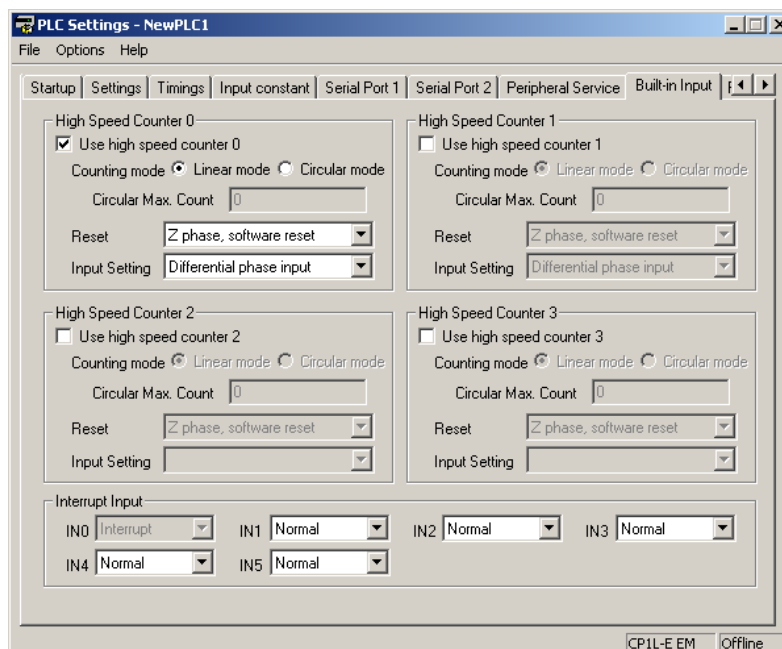 PLC Settings - NewPLC1
File Options Help
Startup Settings Timings Input constant Serial Port 1 Serial Port 2 Peripheral Service Built-in Input
High Speed Counter 0
Use high speed counter 0
Counting mode Linear mode Circular mode
Circular Max. Count 0
Reset Z phase, software reset
Input Setting Differential phase input
High Speed Counter 1
Use high speed counter 1
Counting mode Linear mode Circular mode
Circular Max. Count 0
Reset Z phase, software reset
Input Setting Differential phase input
High Speed Counter 2
Use high speed counter 2
Counting mode Linear mode Circular mode
Circular Max. Count 0
Reset Z phase, software reset
Input Setting
High Speed Counter 3
Use high speed counter 3
Counting mode Linear mode Circular mode
Circular Max. Count 0
Reset Z phase, software reset
Input Setting
Interrupt Input
IN0 Interrupt IN1 Normal IN2 Normal IN3 Normal
IN4 Normal IN5 Normal
CP1L-E EM Offline